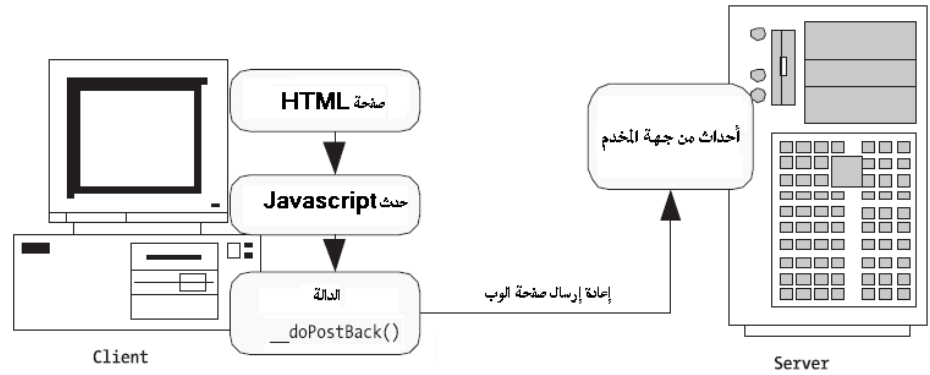 صفحة HTML
حدث Javascript
الدالة
__doPostBack()
إعادة إرسال صفحة الوب
أحداث من جهة المخدم
Client
Server